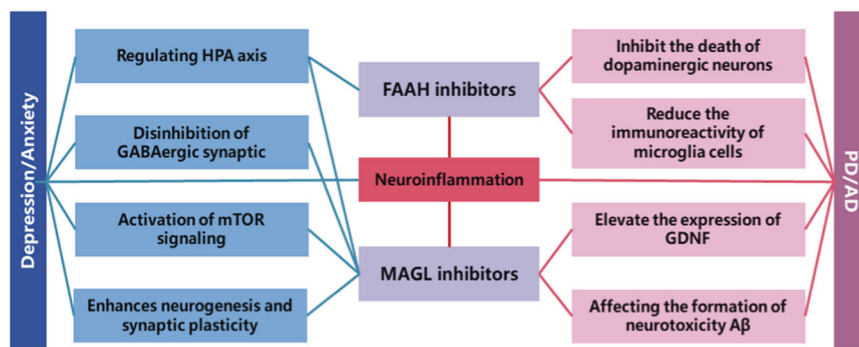 Depression/Anxiety
Regulating HPA axis
Disinhibition of
GABAergic synaptic
Activation of mTOR
signaling
Enhances neurogenesis and
synaptic plasticity
FAAH inhibitors
Neuroinflammation
MAGL inhibitors
Inhibit the death of
dopaminergic neurons
Reduce the
immunoreactivity of
microglia cells
Elevate the expression of
GDNF
Affecting the formation of
neurotoxicity Aβ
PD/AD